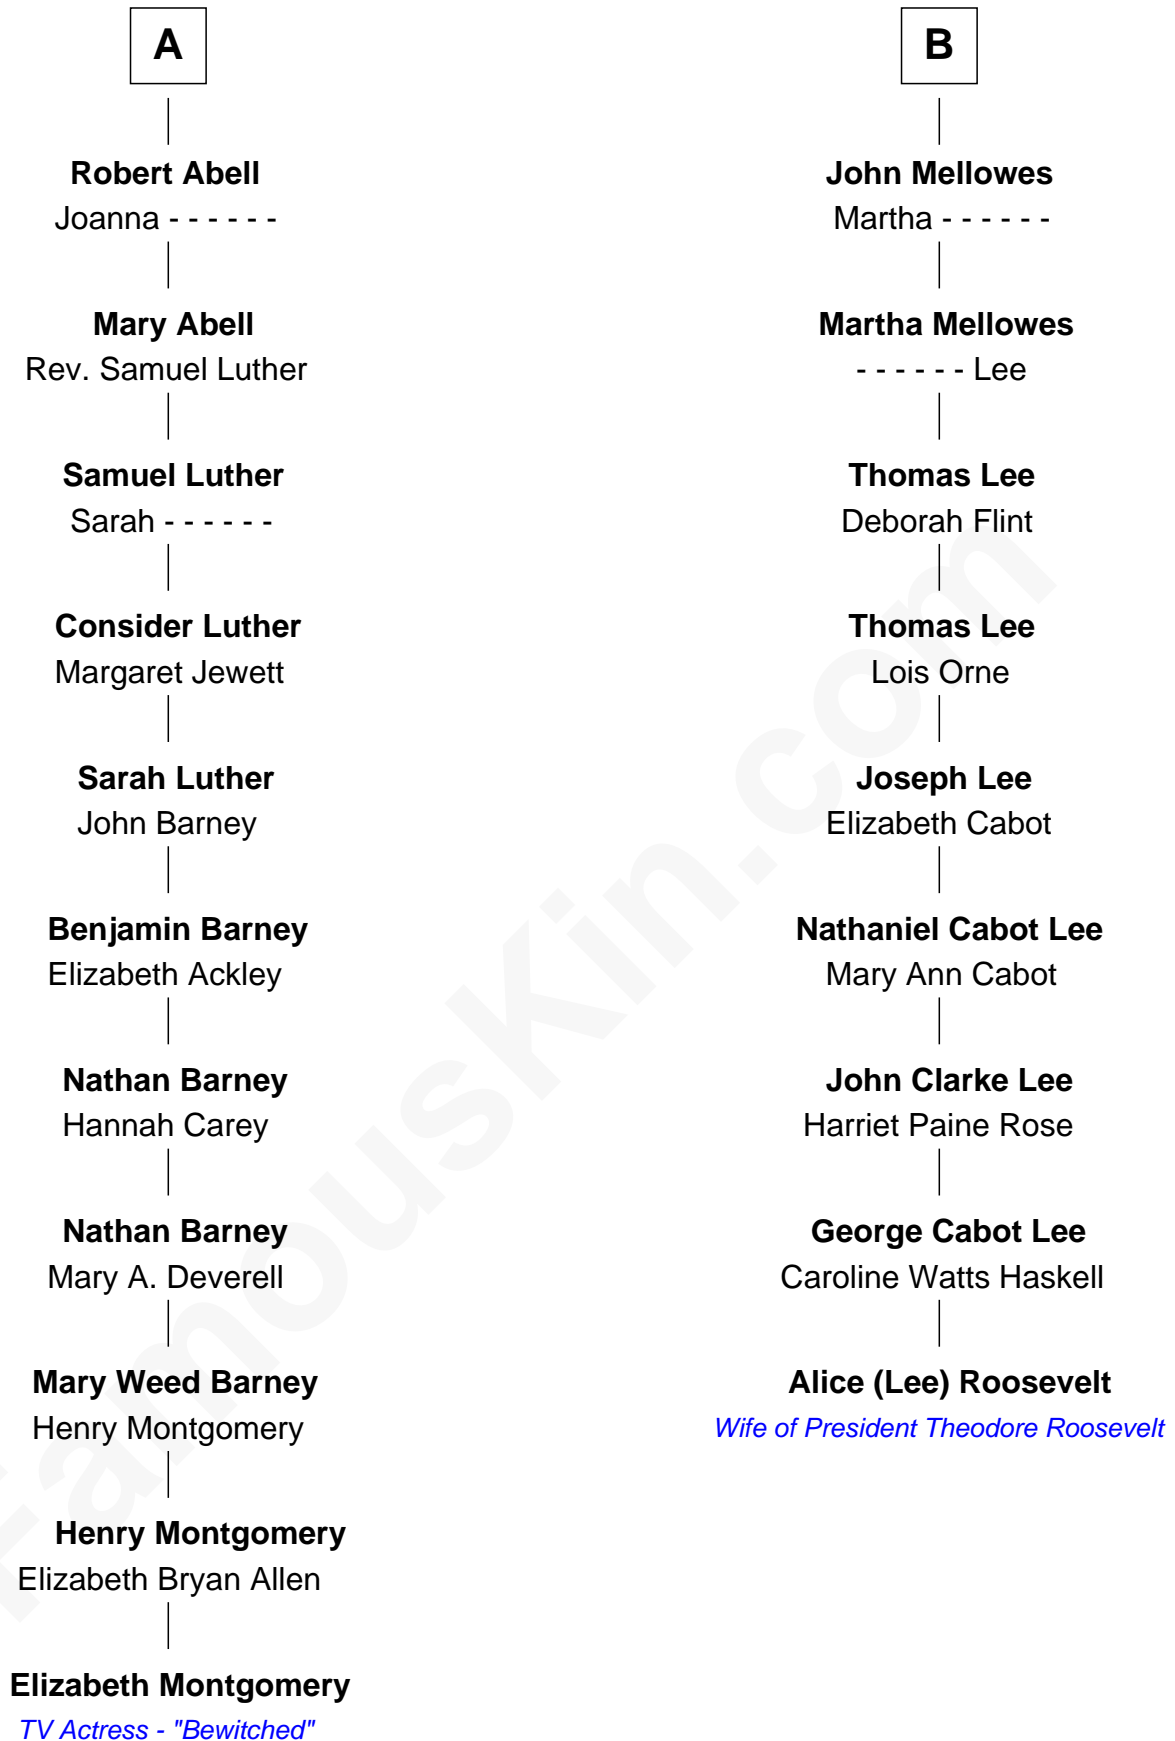 A
Robert Abell
Joanna - - - - - -
Mary Abell
Rev. Samuel Luther
Samuel Luther
Sarah - - - - - -
Consider Luther
Margaret Jewett
Sarah Luther
John Barney
Benjamin Barney
Elizabeth Ackley
Nathan Barney
Hannah Carey
Nathan Barney
Mary A. Deverell
Mary Weed Barney
Henry Montgomery
Henry Montgomery
Elizabeth Bryan Allen
Elizabeth Montgomery
TV Actress - "Bewitched"
B
John Mellowes
Martha - - - - - -
Martha Mellowes
- - - - - - Lee
Thomas Lee
Deborah Flint
Thomas Lee
Lois Orne
Joseph Lee
Elizabeth Cabot
Nathaniel Cabot Lee
Mary Ann Cabot
John Clarke Lee
Harriet Paine Rose
George Cabot Lee
Caroline Watts Haskell
Alice (Lee) Roosevelt
Wife of President Theodore Roosevelt
FamousKin.com